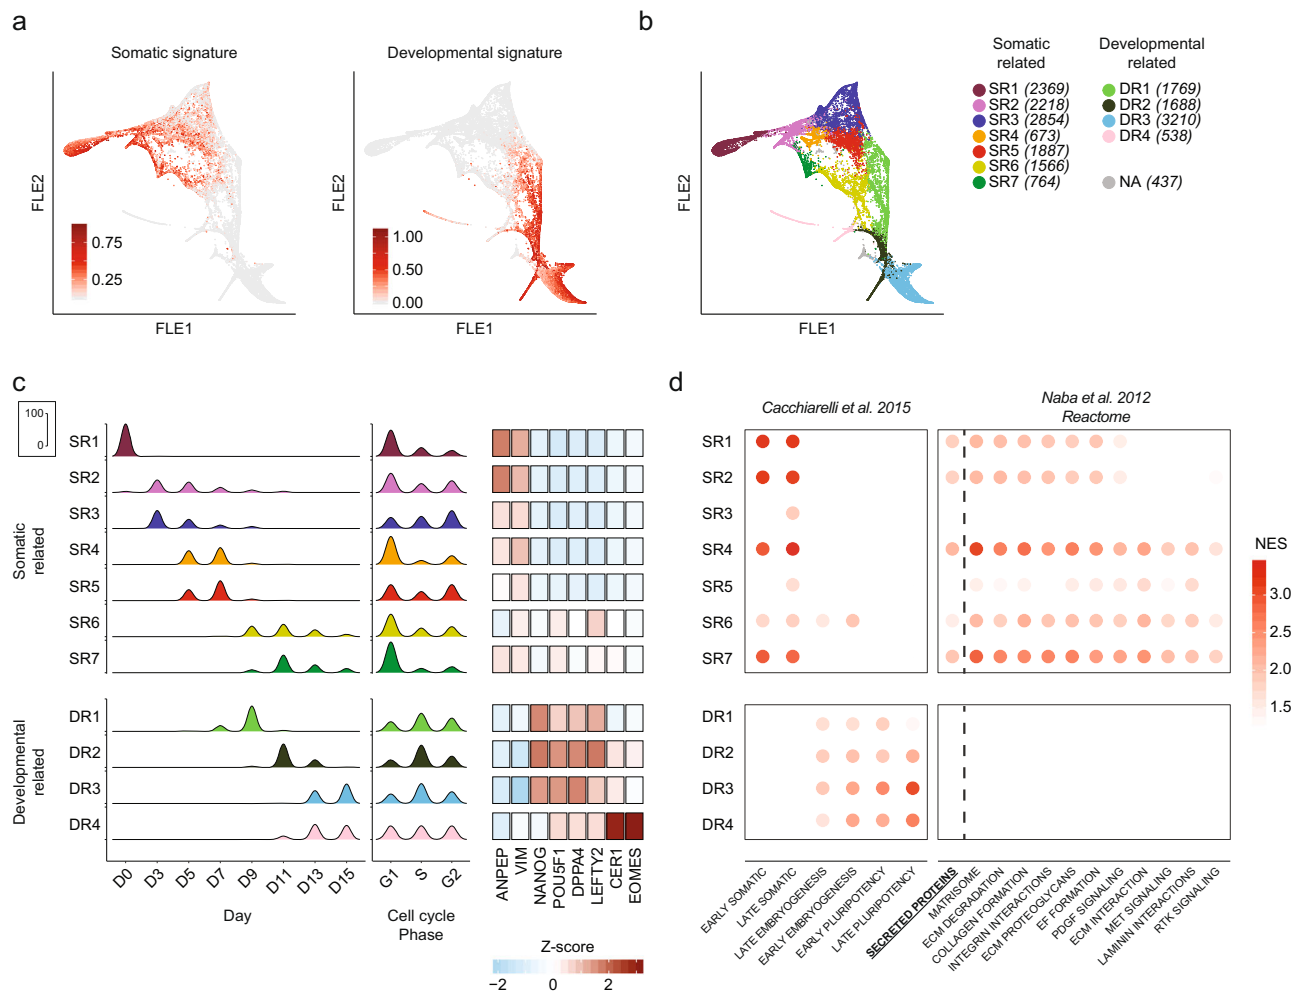 a
Somatic signature
Developmental signature
FLE2
0.75
0.25
FLE1
FLE2
1.00
0.50
0.00
FLE1
b
FLE2
FLE1
Somatic
related
SR1 (2369)
SR2 (2218)
SR3 (2854)
SR4 (673)
SR5 (1887)
SR6 (1566)
SR7 (764)
Developmental
related
DR1 (1769)
DR2 (1688)
DR3 (3210)
DR4 (538)
NA (437)
c
100
0
Somatic
related
SR1
SR2
SR3
SR4
SR5
SR6
SR7
Developmental
related
DR1
DR2
DR3
DR4
D0
D3
D5
D7
D9
D11
D13
D15
Day
G1
S
G2
Cell cycle
Phase
ANPEP
VIM
NANOG
POU5F1
DPPA4
LEFTY2
CER1
EOMES
Z-score
−2
0
2
d
Cacchiarelli et al. 2015
Naba et al. 2012
Reactome
SR1
SR2
SR3
SR4
SR5
SR6
SR7
DR1
DR2
DR3
DR4
EARLY SOMATIC
LATE SOMATIC
LATE EMBRYOGENESIS
EARLY EMBRYOGENESIS
EARLY PLURIPOTENCY
LATE PLURIPOTENCY
SECRETED PROTEINS
MATRISOME
ECM DEGRADATION
COLLAGEN FORMATION
INTEGRIN INTERACTIONS
ECM PROTEOGLYCANS
EF FORMATION
PDGF SIGNALING
ECM INTERACTION
MET SIGNALING
LAMININ INTERACTIONS
RTK SIGNALING
NES
3.0
2.5
2.0
1.5